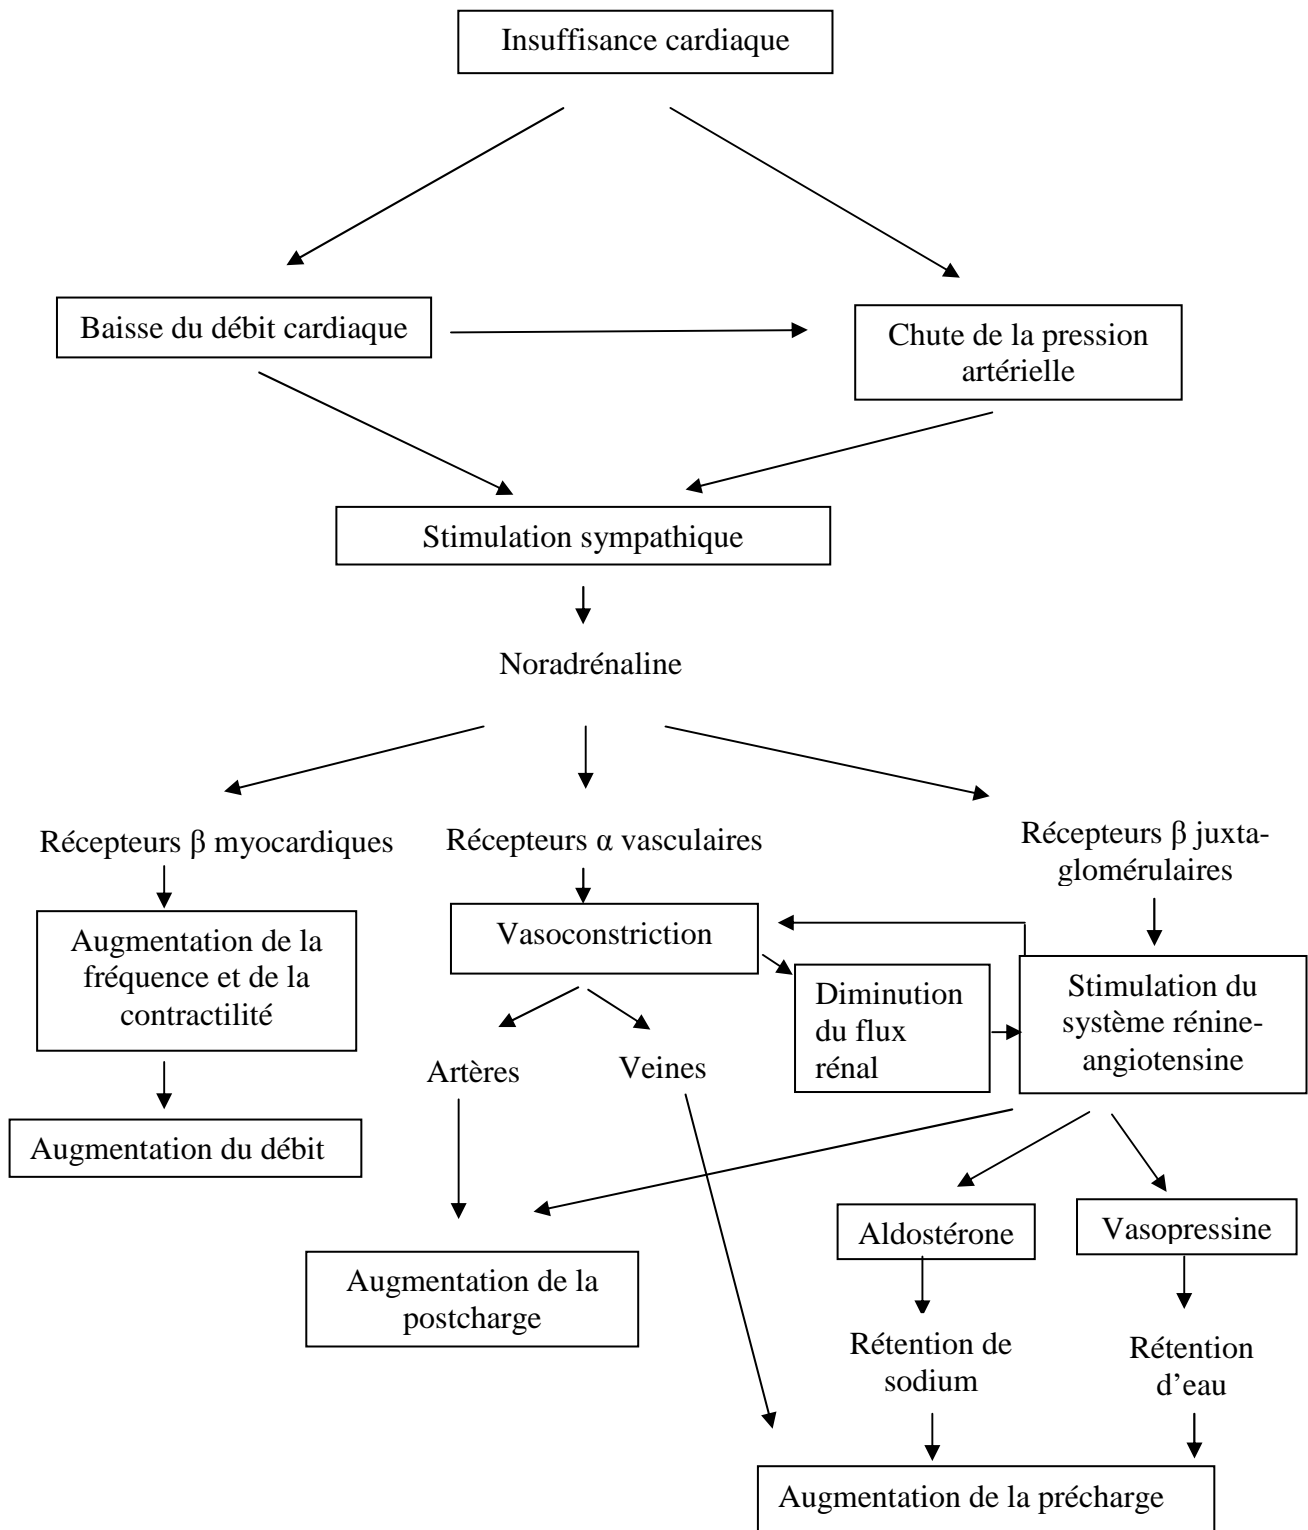 Insuffisance cardiaque
Baisse du débit cardiaque
Chute de la pression
artérielle
Stimulation sympathique
Noradrénaline
Récepteurs β myocardiques
Récepteurs α vasculaires
Récepteurs β juxta-
glomérulaires
Augmentation de la
fréquence et de la
contractilité
Vasoconstriction
Diminution
du flux
rénal
Stimulation du
système rénine-
angiotensine
Artères
Veines
Augmentation du débit
Aldostérone
Vasopressine
Augmentation de la
postcharge
Rétention de
sodium
Rétention
d’eau
Augmentation de la précharge